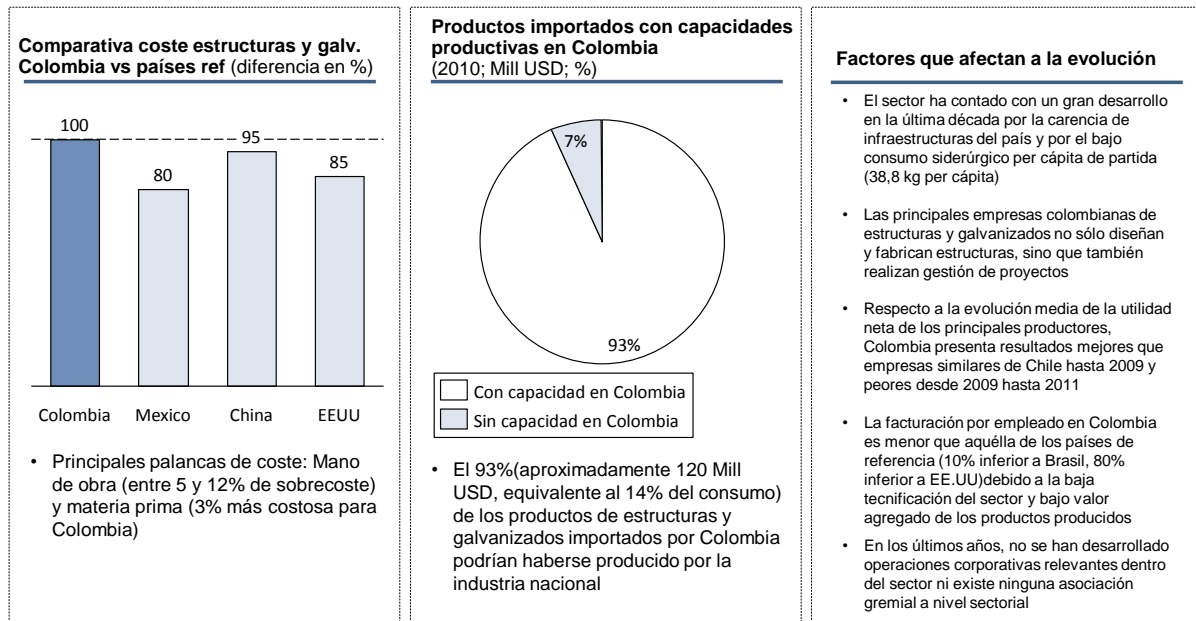 Comparativa coste estructuras y galv.
Colombia vs países ref (diferencia en %)
100
80
95
85
Colombia
Mexico
China
EEUU
• Principales palancas de coste: Mano
de obra (entre 5 y 12% de sobrecoste)
y materia prima (3% más costosa para
Colombia)
Productos importados con capacidades
productivas en Colombia
(2010; Mill USD; %)
7%
93%
Con capacidad en Colombia
Sin capacidad en Colombia
• El 93%(aproximadamente 120 Mill
USD, equivalente al 14% del consumo)
de los productos de estructuras y
galvanizados importados por Colombia
podrían haberse producido por la
industria nacional
Factores que afectan a la evolución
• El sector ha contado con un gran desarrollo
en la última década por la carencia de
infraestructuras del país y por el bajo
consumo siderúrgico per cápita de partida
(38,8 kg per cápita)
• Las principales empresas colombianas de
estructuras y galvanizados no sólo diseñan
y fabrican estructuras, sino que también
realizan gestión de proyectos
• Respecto a la evolución media de la utilidad
neta de los principales productores,
Colombia presenta resultados mejores que
empresas similares de Chile hasta 2009 y
peores desde 2009 hasta 2011
• La facturación por empleado en Colombia
es menor que aquélla de los países de
referencia (10% inferior a Brasil, 80%
inferior a EE.UU)debido a la baja
tecnificación del sector y bajo valor
agregado de los productos producidos
• En los últimos años, no se han desarrollado
operaciones corporativas relevantes dentro
del sector ni existe ninguna asociación
gremial a nivel sectorial